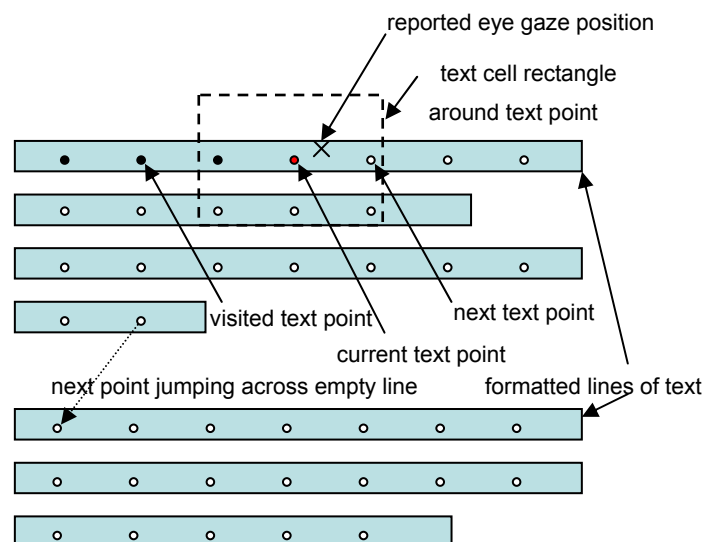 reported eye gaze position
text cell rectangle
around text point
visited text point
next text point
current text point
next point jumping across empty line
formatted lines of text